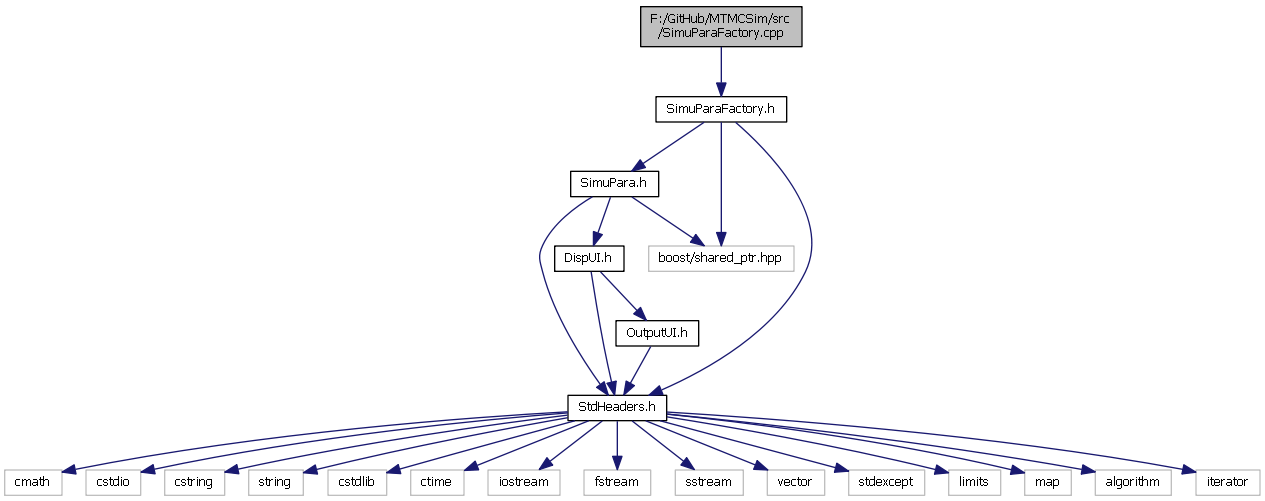 F:/GitHub/MTMCSim/src
/SimuParaFactory.cpp
SimuParaFactory.h
SimuPara.h
DispUI.h
boost/shared_ptr.hpp
OutputUI.h
StdHeaders.h
cmath
cstdio
cstring
string
cstdlib
ctime
iostream
fstream
sstream
vector
stdexcept
limits
map
algorithm
iterator